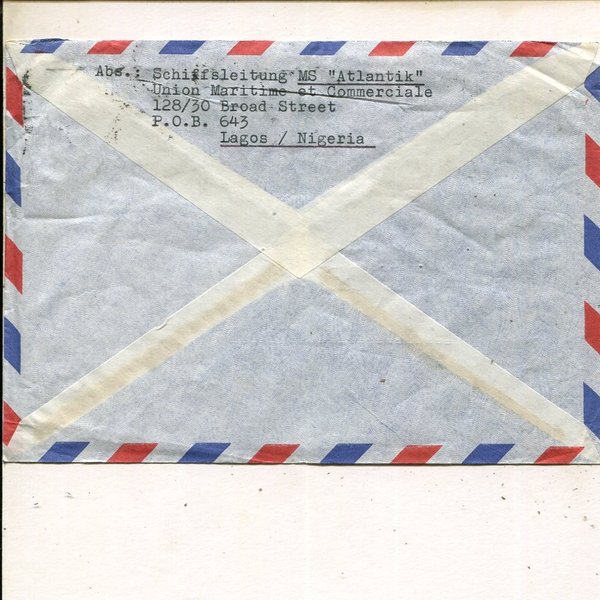 Abs.: Schiffsleitung MS "Atlantik"
Union Maritime et Commerciale
128/30 Broad Street
P.O.B. 643
Lagos / Nigeria